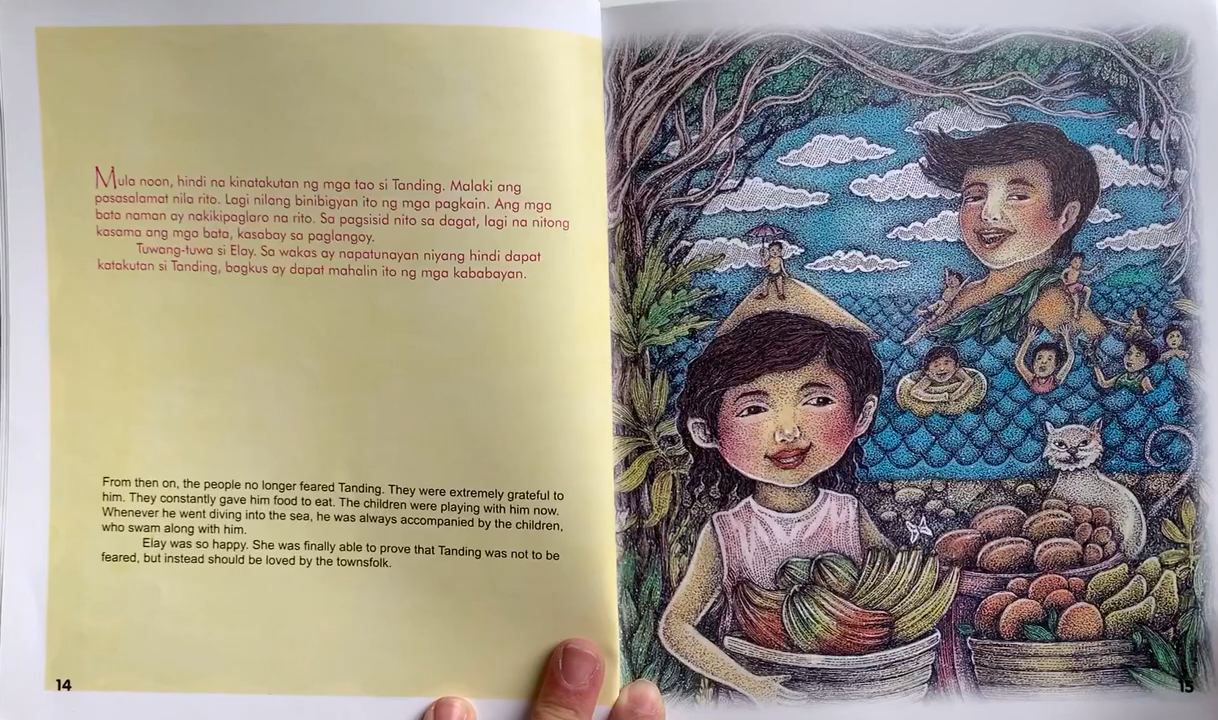 Mula noon, hindi na kinatakutan ng mga tao si Tanding. Malaki ang
pasasalamat nila rito. Lagi nilang binibigyan ito ng mga pagkain. Ang mga
bata naman ay nakikipaglaro na rito. Sa pagsisid nito sa dagat, lagi na nitong
kasama ang mga bata, kasabay sa paglangoy.
Tuwang-tuwa si Elay. Sa wakas ay napatunayan niyang hindi dapat
katakutan si Tanding, bagkus ay dapat mahalin ito ng mga kababayan.
From then on, the people no longer feared Tanding. They were extremely grateful to
him. They constantly gave him food to eat. The children were playing with him now.
Whenever he went diving into the sea, he was always accompanied by the children,
who swam along with him.
Elay was so happy. She was finally able to prove that Tanding was not to be
feared, but instead should be loved by the townsfolk.
14
15